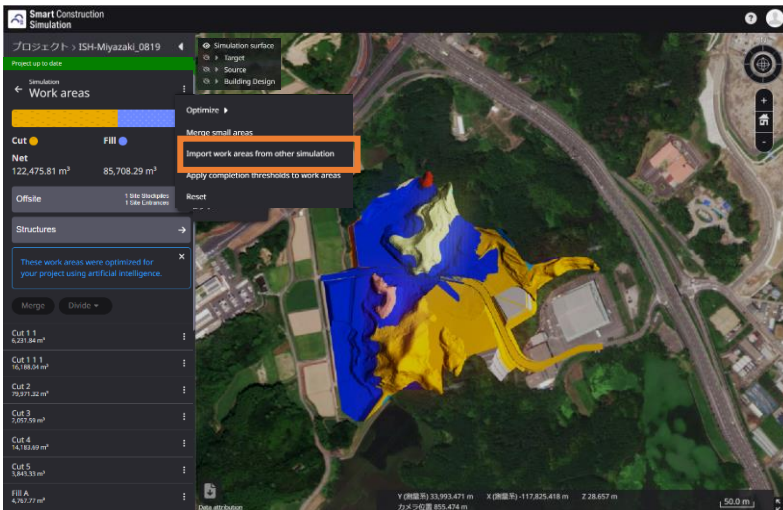 Smart Construction
Simulation
プロジェクト > ISH-Miyazaki_0819
Project up to date
Simulation
Work areas
Cut
Fill
Net
122,475.81 m³
85,708.29 m³
Offsite
1 Site Stockpiles
1 Site Entrances
Structures
These work areas were optimized for
your project using artificial intelligence.
Merge
Divide
Cut 1 1
6,231.84 m³
Cut 1 1 1
16,188.04 m³
Cut 2
79,971.32 m³
Cut 3
2,057.59 m³
Cut 4
14,183.69 m³
Cut 5
3,843.33 m³
Fill A
4,767.77 m³
Simulation surface
Target
Source
Building Design
Optimize
Merge small areas
Import work areas from other simulation
Apply completion thresholds to work areas
Reset
Data attribution
Y (測量系) 33,993.471 m X (測量系) -117,825.418 m Z 28.657 m
カメラ位置 855.474 m
50.0 m